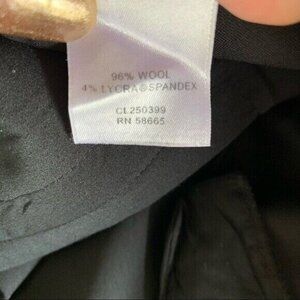 96% WOOL
4% LYCRA®SPANDEX
CL250399
RN 58665